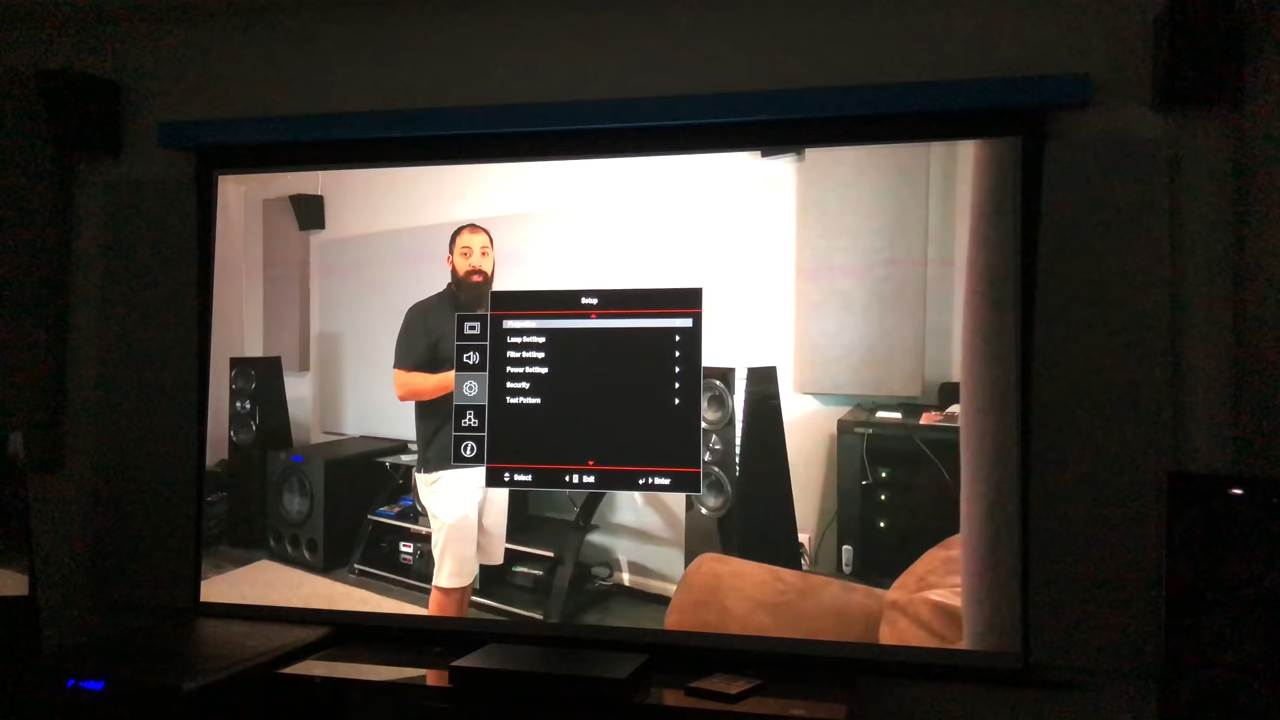 Setup
Projection
Lamp Settings
Filter Settings
Power Settings
Security
Test Pattern
Select Exit Enter